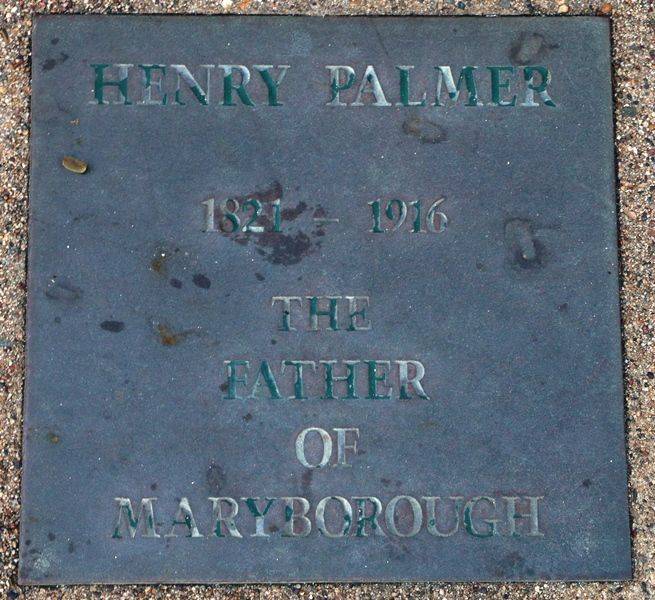 HENRY PALMER
1821 – 1916
THE
FATHER
OF
MARYBOROUGH